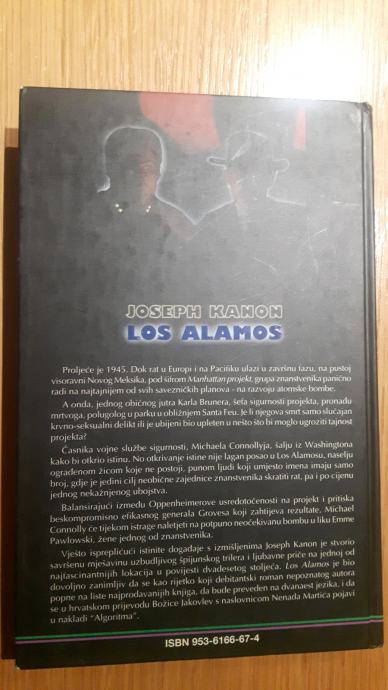 JOSEPH KANON
LOS ALAMOS
Proljeće je 1945. Dok rat u Europi i na Pacifiku ulazi u završnu fazu, na pustoj
visoravni Novog Meksika, pod šifrom Manhattan projekt, grupa znanstvenika panično
radi na najtajnijem od svih savezničkih planova - na razvoju atomske bombe.
A onda, jednog običnog jutra Karla Brunera, šefa sigurnosti projekta, pronađu
mrtvoga, polugolog u parku u obližnjem Santa Feu. Je li njegova smrt samo slučajan
krvno-seksualni delikt ili je ubijeni bio upleten u nešto što bi moglo ugroziti tajnost
projekta?
Časnika vojne službe sigurnosti, Michaela Connollyja, šalju iz Washingtona
kako bi otkrio istinu. No otkrivanje istine nije lagan posao u Los Alamosu, naselju
ograđenom žicom koje ne postoji, punom ljudi koji umjesto imena imaju samo
broj, gdje je jedini cilj neobične zajednice znanstvenika skratiti rat, pa i po cijenu
jednog nekažnjenog ubojstva.
Balansirajući između Oppenheimerove usredotočenosti na projekt i pritiska
beskompromisno efikasnog generala Grovesa koji zahtijeva rezultate, Michael
Connolly će tijekom istrage naletjeti na potpuno neočekivanu bombu u liku Emme
Pawlowski, žene jednog od znanstvenika.
Vješto isprepličući istinite događaje s izmišljenima Joseph Kanon je stvorio
savršenu mješavinu uzbudljivog špijunskog trilera i ljubavne priče na jednoj od
najfascinantnijih lokacija u povijesti dvadesetog stoljeća. Los Alamos je bio
dovoljno zanimljiv da se kao rijetko koji debitantski roman nepoznatog autora
popne na liste najprodavanijih knjiga, da bude preveden na dvanaest jezika, i da
se u hrvatskom prijevodu Božice Jakovlev s naslovnicom Nenada Martića pojavi
u nakladi "Algoritma".
ISBN 953-6166-67-4